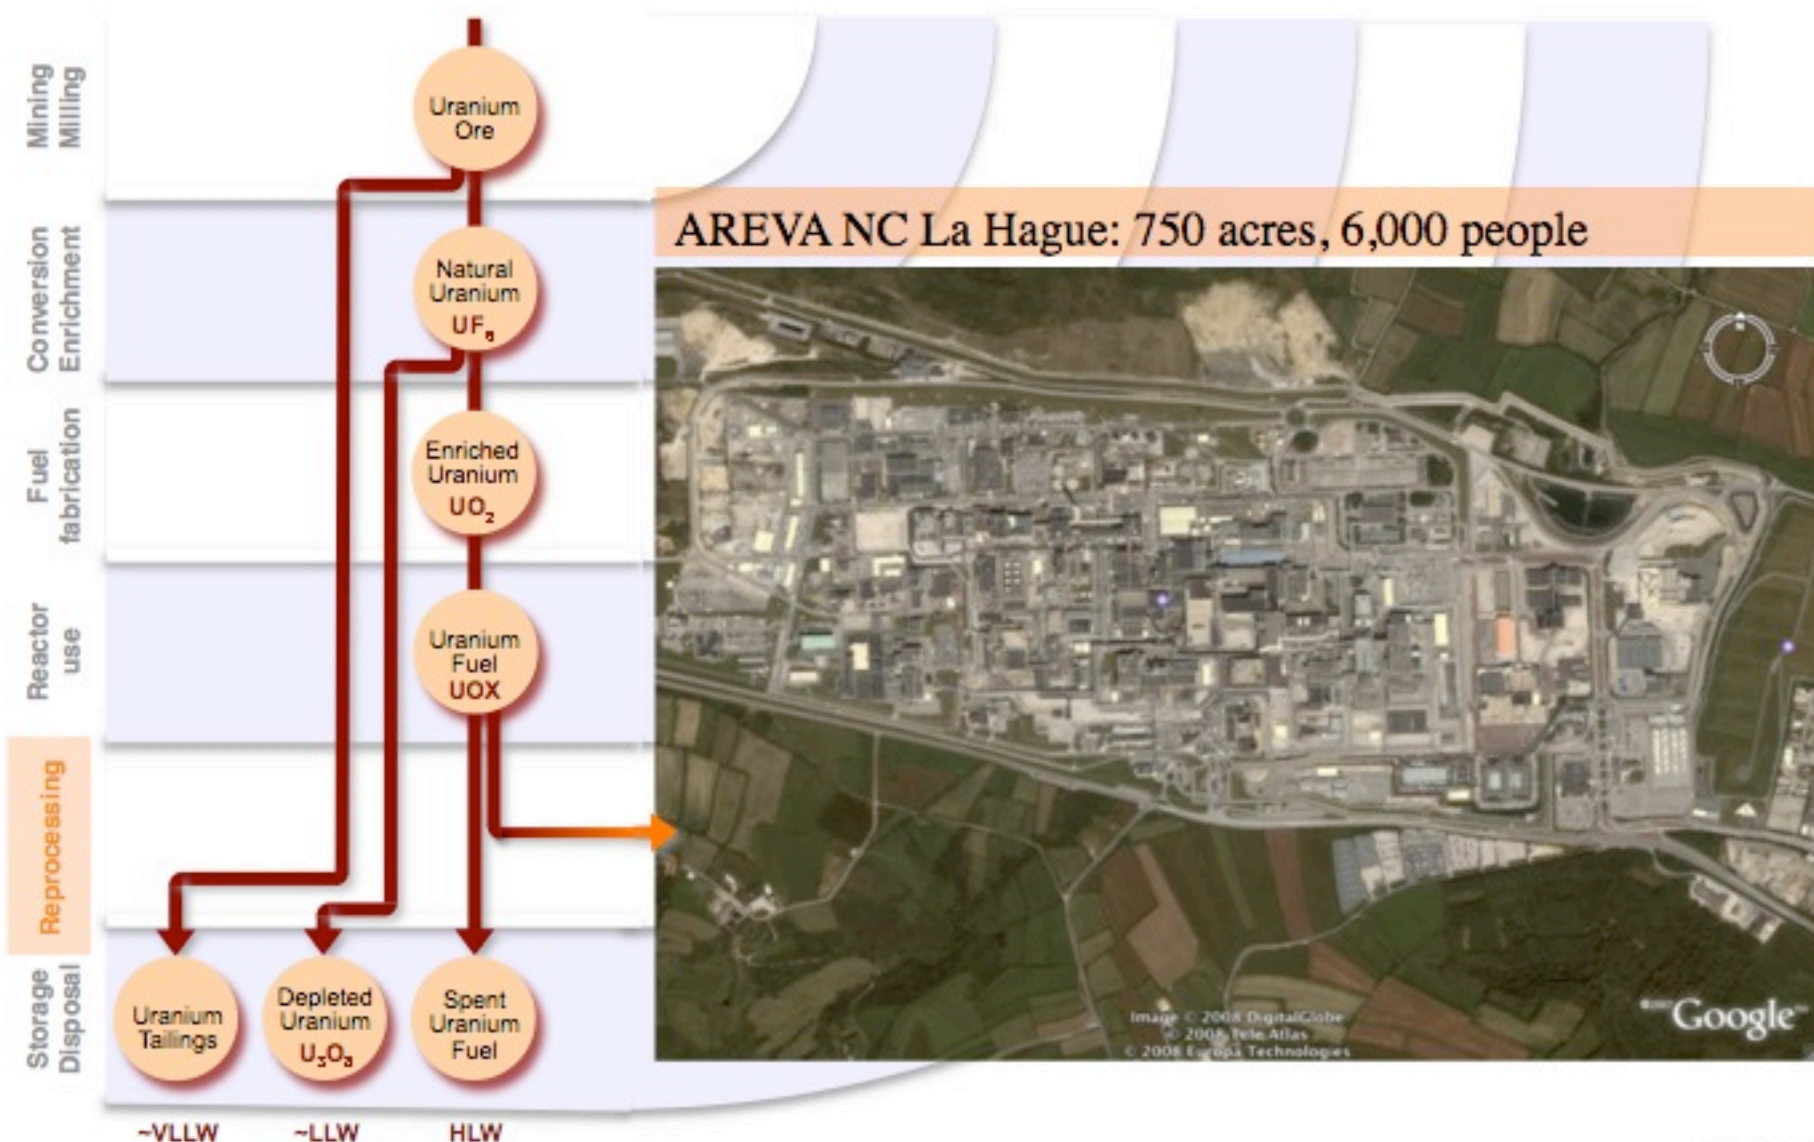 Mining
Milling
Uranium
Ore
AREVA NC La Hague: 750 acres, 6,000 people
Conversion
Enrichment
Natural
Uranium
UF₆
Fuel
fabrication
Enriched
Uranium
UO₂
Reactor
use
Uranium
Fuel
UOX
Reprocessing
Storage
Disposal
Uranium
Tailings
Depleted
Uranium
U₃O₈
Spent
Uranium
Fuel
Image © 2008 DigitalGlobe
© 2008 Tele Atlas
© 2008 Europa Technologies
Google
~VLLW
~LLW
HLW